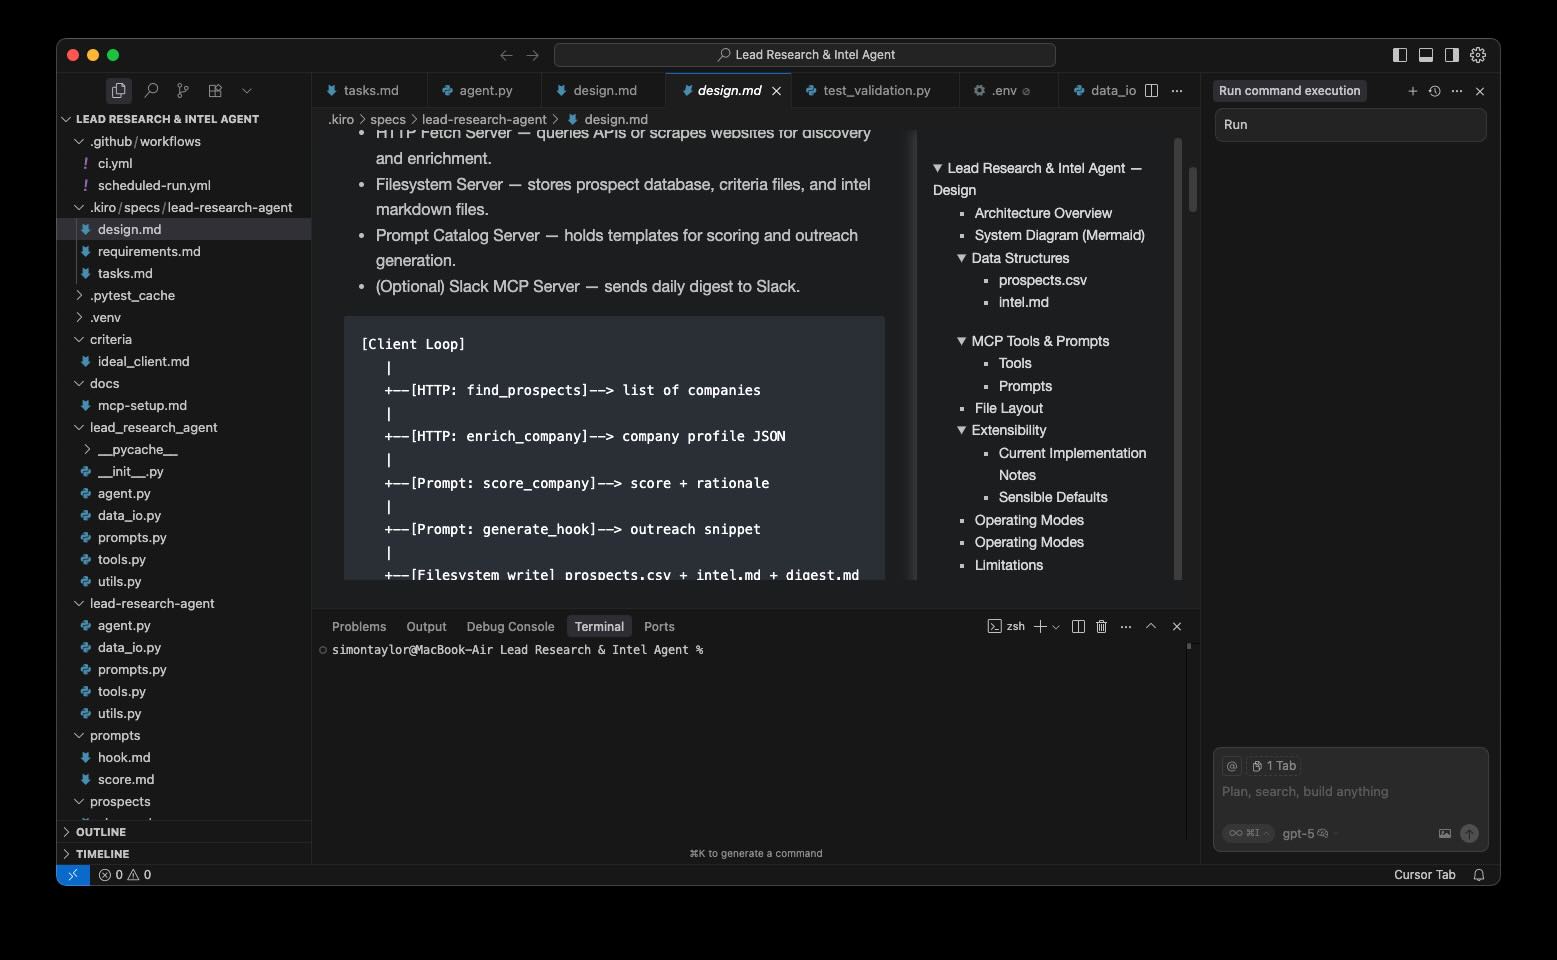 Lead Research & Intel Agent
tasks.md
agent.py
design.md
design.md
test_validation.py
.env
data_io
LEAD RESEARCH & INTEL AGENT
.github/workflows
ci.yml
scheduled-run.yml
.kiro/specs/lead-research-agent
design.md
requirements.md
tasks.md
.pytest_cache
.venv
criteria
ideal_client.md
docs
mcp-setup.md
lead_research_agent
__pycache__
__init__.py
agent.py
data_io.py
prompts.py
tools.py
utils.py
lead-research-agent
agent.py
data_io.py
prompts.py
tools.py
utils.py
prompts
hook.md
score.md
prospects
OUTLINE
TIMELINE
.kiro > specs > lead-research-agent > design.md
• HTTP Fetch Server — queries APIs or scrapes websites for discovery
and enrichment.
• Filesystem Server — stores prospect database, criteria files, and intel
markdown files.
• Prompt Catalog Server — holds templates for scoring and outreach
generation.
• (Optional) Slack MCP Server — sends daily digest to Slack.
[Client Loop]
|
+--[HTTP: find_prospects]--> list of companies
|
+--[HTTP: enrich_company]--> company profile JSON
|
+--[Prompt: score_company]--> score + rationale
|
+--[Prompt: generate_hook]--> outreach snippet
|
+--[Filesystem write] prospects.csv + intel.md + digest.md
▼ Lead Research & Intel Agent —
Design
▪ Architecture Overview
▪ System Diagram (Mermaid)
▼ Data Structures
▪ prospects.csv
▪ intel.md
▼ MCP Tools & Prompts
▪ Tools
▪ Prompts
▪ File Layout
▼ Extensibility
▪ Current Implementation
Notes
▪ Sensible Defaults
▪ Operating Modes
▪ Operating Modes
▪ Limitations
Problems
Output
Debug Console
Terminal
Ports
zsh
simontaylor@MacBook-Air Lead Research & Intel Agent %
⌘K to generate a command
Run command execution
Run
@
1 Tab
Plan, search, build anything
∞ ⌘I
gpt-5
0
0
Cursor Tab